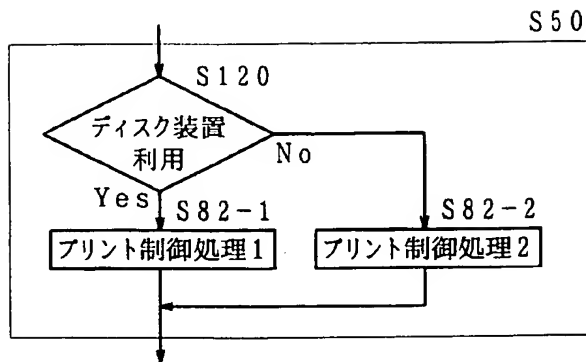 S50
S120
ディスク装置
利用
No
Yes
S82-1
S82-2
プリント制御処理1
プリント制御処理2